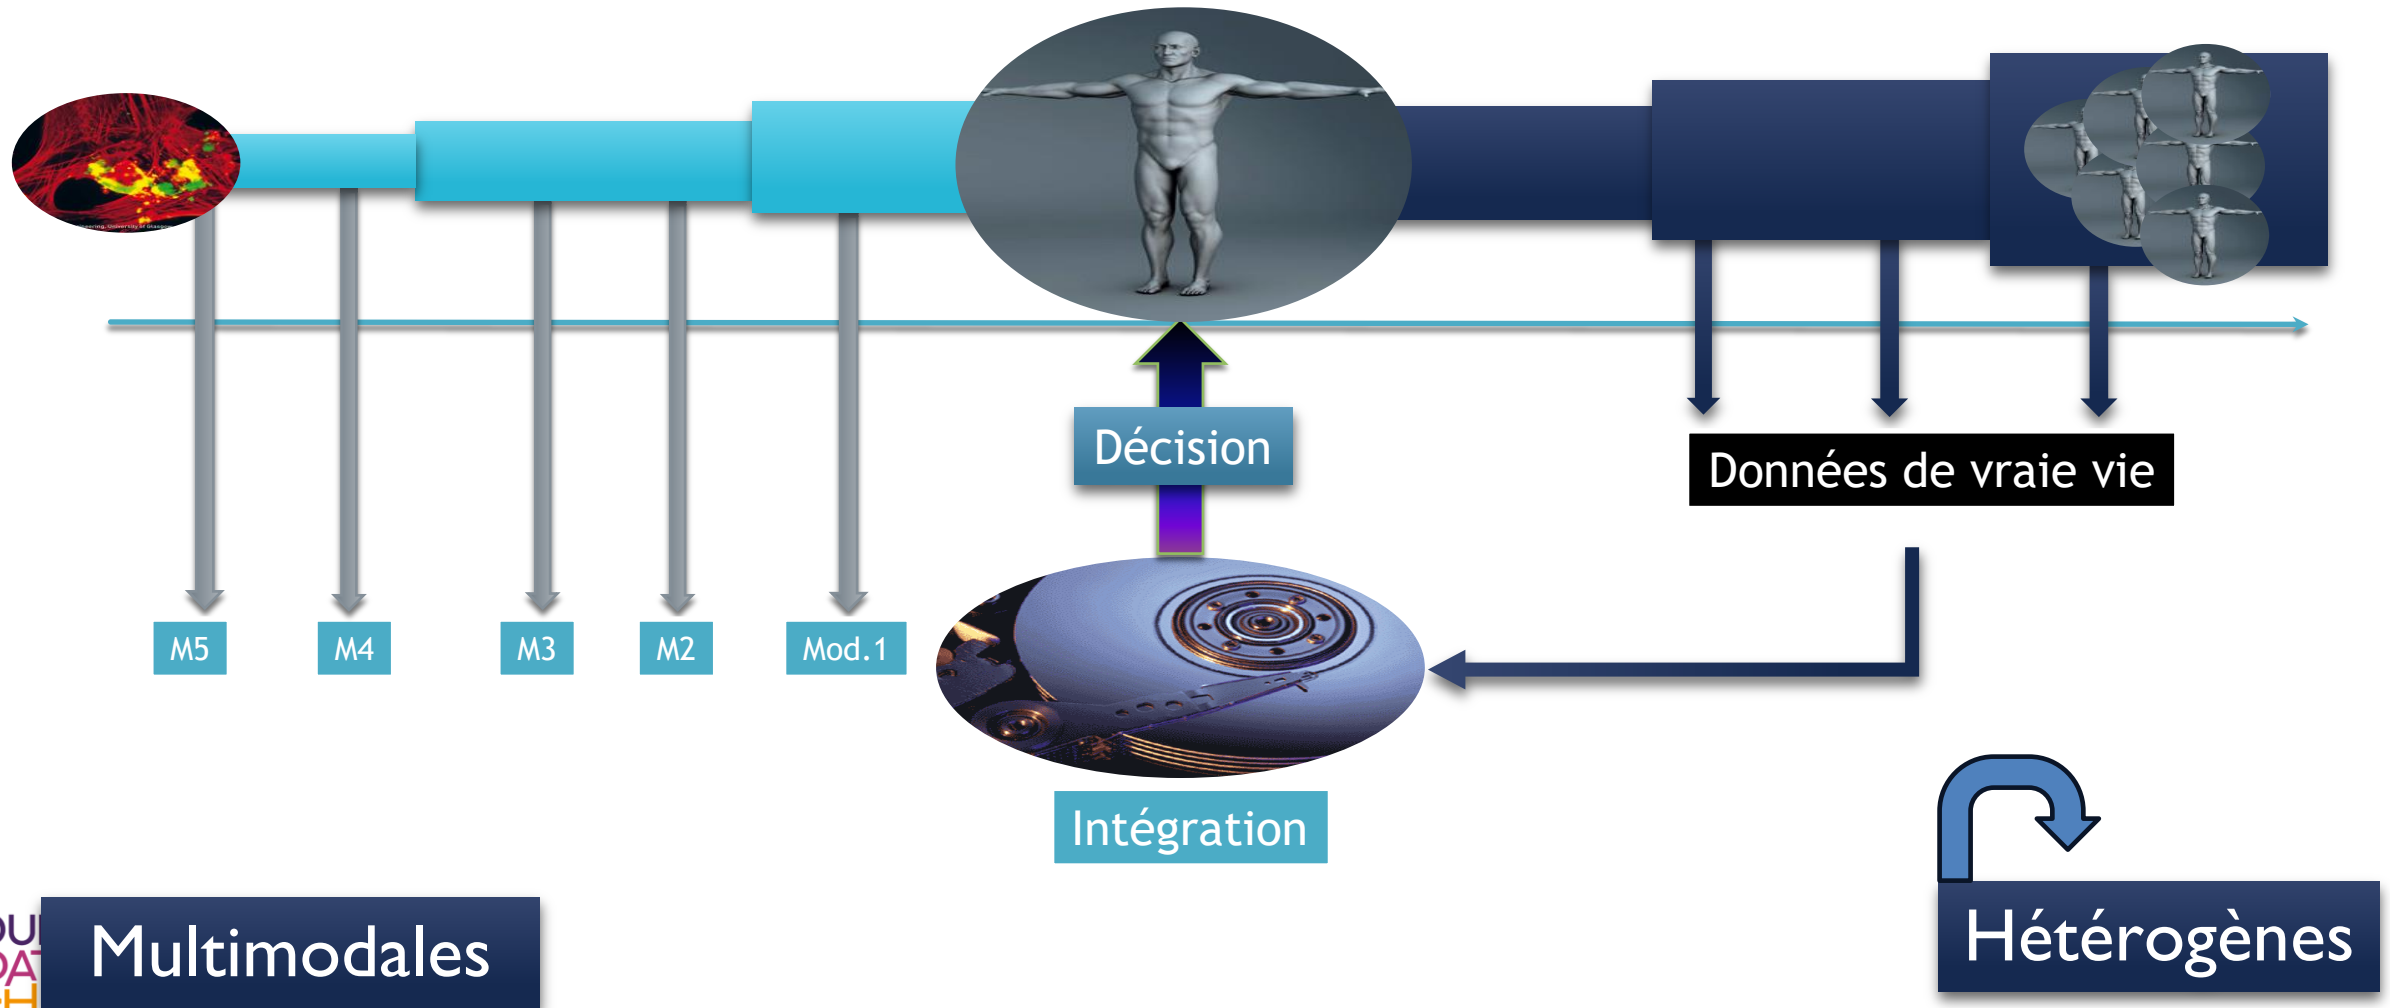 Décision
Données de vraie vie
M5
M4
M3
M2
Mod.1
Intégration
Multimodales
Hétérogènes